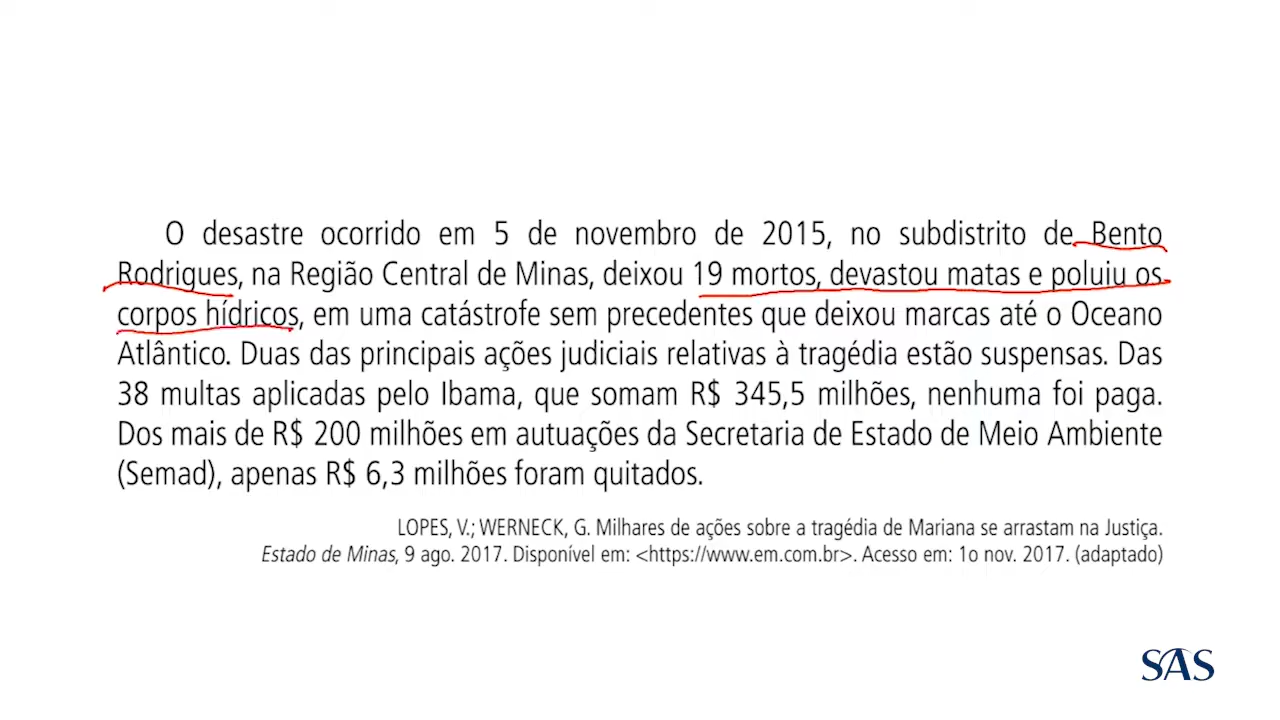 O desastre ocorrido em 5 de novembro de 2015, no subdistrito de Bento
Rodrigues, na Região Central de Minas, deixou 19 mortos, devastou matas e poluiu os
corpos hídricos, em uma catástrofe sem precedentes que deixou marcas até o Oceano
Atlântico. Duas das principais ações judiciais relativas à tragédia estão suspensas. Das
38 multas aplicadas pelo Ibama, que somam R$ 345,5 milhões, nenhuma foi paga.
Dos mais de R$ 200 milhões em autuações da Secretaria de Estado de Meio Ambiente
(Semad), apenas R$ 6,3 milhões foram quitados.
LOPES, V.; WERNECK, G. Milhares de ações sobre a tragédia de Mariana se arrastam na Justiça.
Estado de Minas, 9 ago. 2017. Disponível em: <https://www.em.com.br>. Acesso em: 1o nov. 2017. (adaptado)
SAS